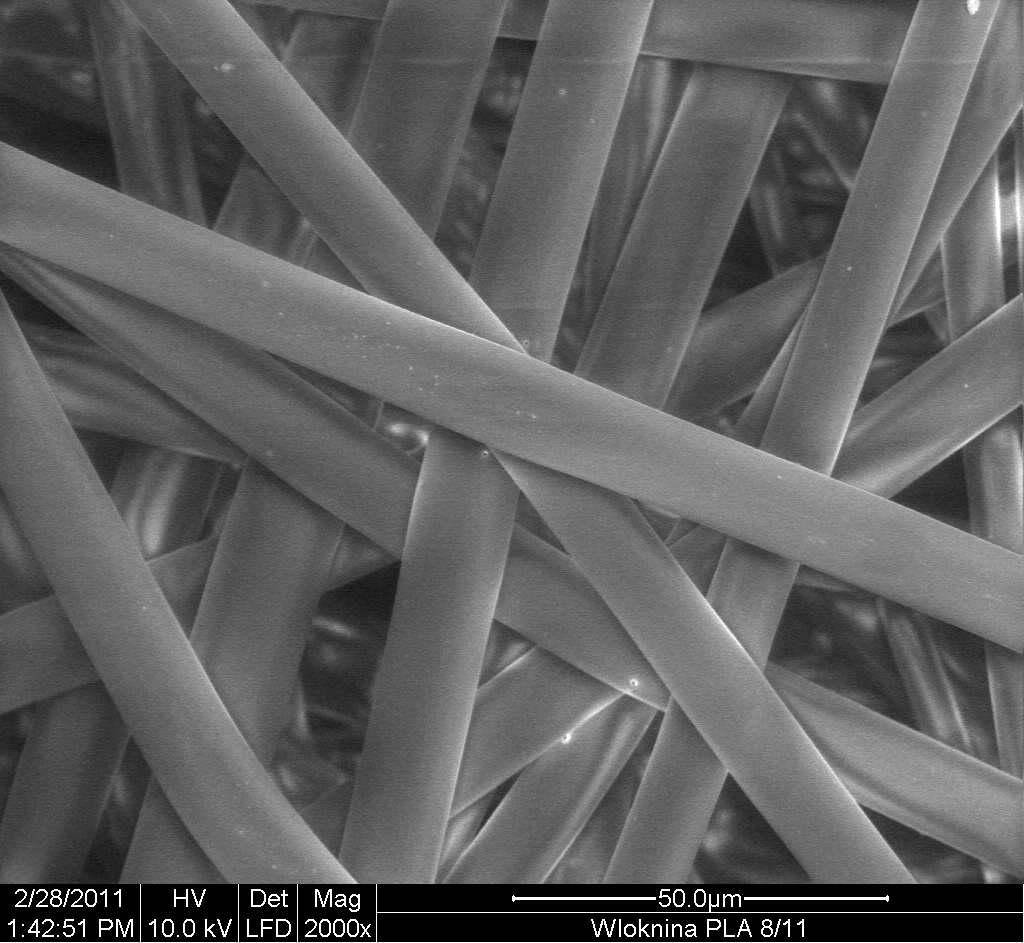 2/28/2011 HV Det Mag 50.0µm
1:42:51 PM 10.0 kV LFD 2000x Wloknina PLA 8/11